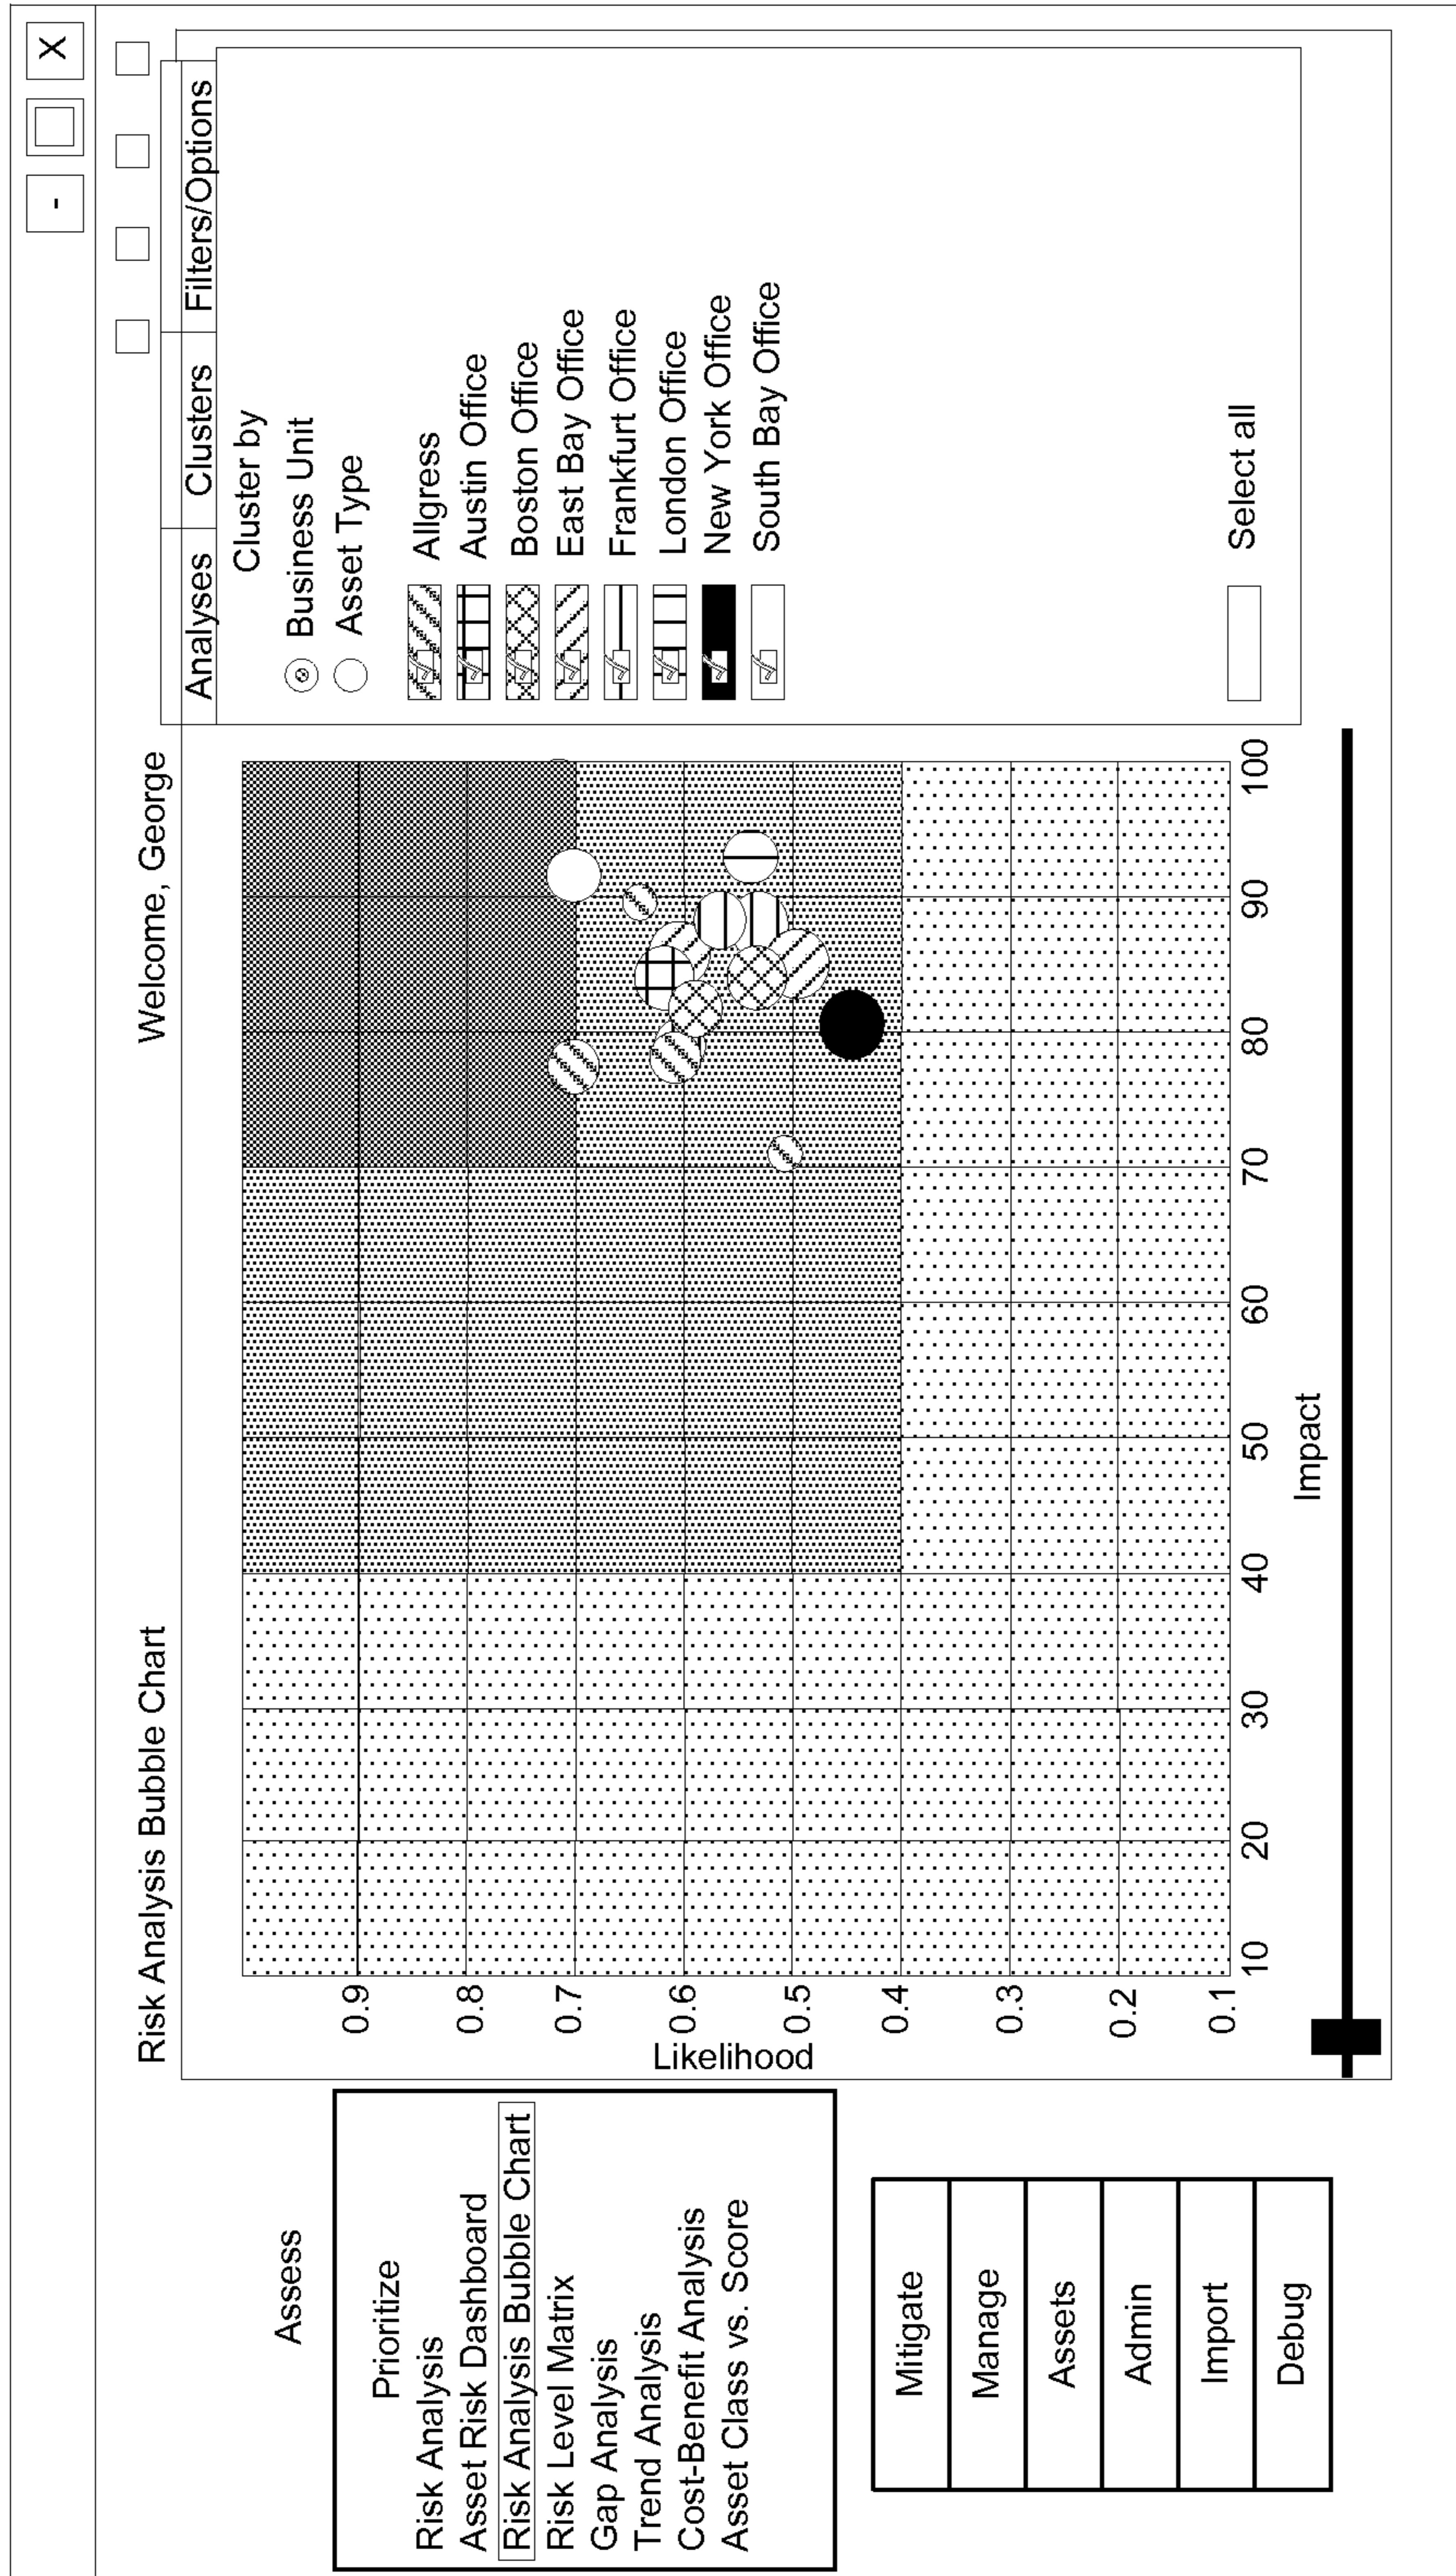 -
X
Assess
Prioritize
Risk Analysis
Asset Risk Dashboard
Risk Analysis Bubble Chart
Risk Level Matrix
Gap Analysis
Trend Analysis
Cost-Benefit Analysis
Asset Class vs. Score
Mitigate
Manage
Assets
Admin
Import
Debug
Risk Analysis Bubble Chart
Welcome, George
Likelihood
0.9
0.8
0.7
0.6
0.5
0.4
0.3
0.2
0.1
10 20 30 40 50 60 70 80 90 100
Impact
Analyses Clusters Filters/Options
Cluster by
Business Unit
Asset Type
Allgress
Austin Office
Boston Office
East Bay Office
Frankfurt Office
London Office
New York Office
South Bay Office
Select all